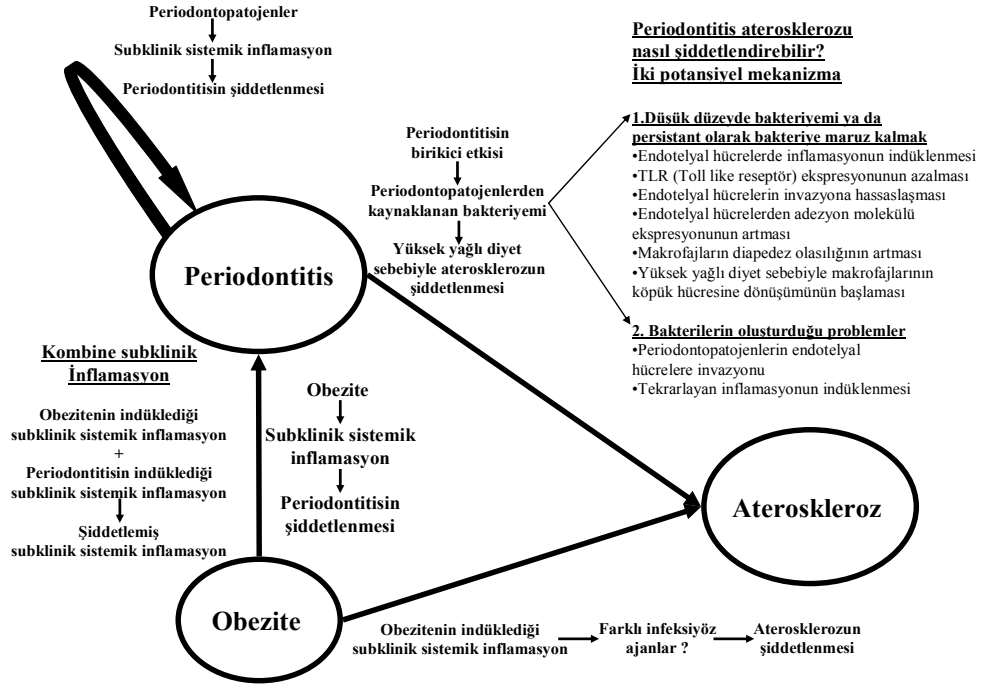 Periodontopatojenler
Subklinik sistemik inflamasyon
Periodontitisin şiddetlenmesi
Periodontitis aterosklerozu
nasıl şiddetlendirebilir?
İki potansiyel mekanizma
Periodontitisin
birikici etkisi
Periodontopatojenlerden
kaynaklanan bakteriyemi
Yüksek yağlı diyet
sebebiyle aterosklerozun
şiddetlenmesi
1.Düşük düzeyde bakteriyemi ya da
persistant olarak bakteriye maruz kalmak
•Endotelyal hücrelerde inflamasyonun indüklenmesi
•TLR (Toll like reseptör) ekspresyonunun azalması
•Endotelyal hücrelerin invazyona hassaslaşması
•Endotelyal hücrelerden adezyon molekülü
ekspresyonunun artması
•Makrofajların diapedez olasılığının artması
•Yüksek yağlı diyet sebebiyle makrofajlarının
köpük hücresine dönüşümünün başlaması
2. Bakterilerin olusturduğu problemler
•Periodontopatojenlerin endotelyal
hücrelere invazyonu
•Tekrarlayan inflamasyonun indüklenmesi
Periodontitis
Kombine subklinik
İnflamasyon
Obezitenin indüklediği
subklinik sistemik inflamasyon
+
Periodontitisin indüklediği
subklinik sistemik inflamasyon
Şiddetlemiş
subklinik sistemik inflamasyon
Obezite
Subklinik sistemik
inflamasyon
Periodontitisin
şiddetlenmesi
Ateroskleroz
Obezite
Obezitenin indüklediği
subklinik sistemik inflamasyon
Farklı infeksiyöz
ajanlar ?
Aterosklerozun
şiddetlenmesi